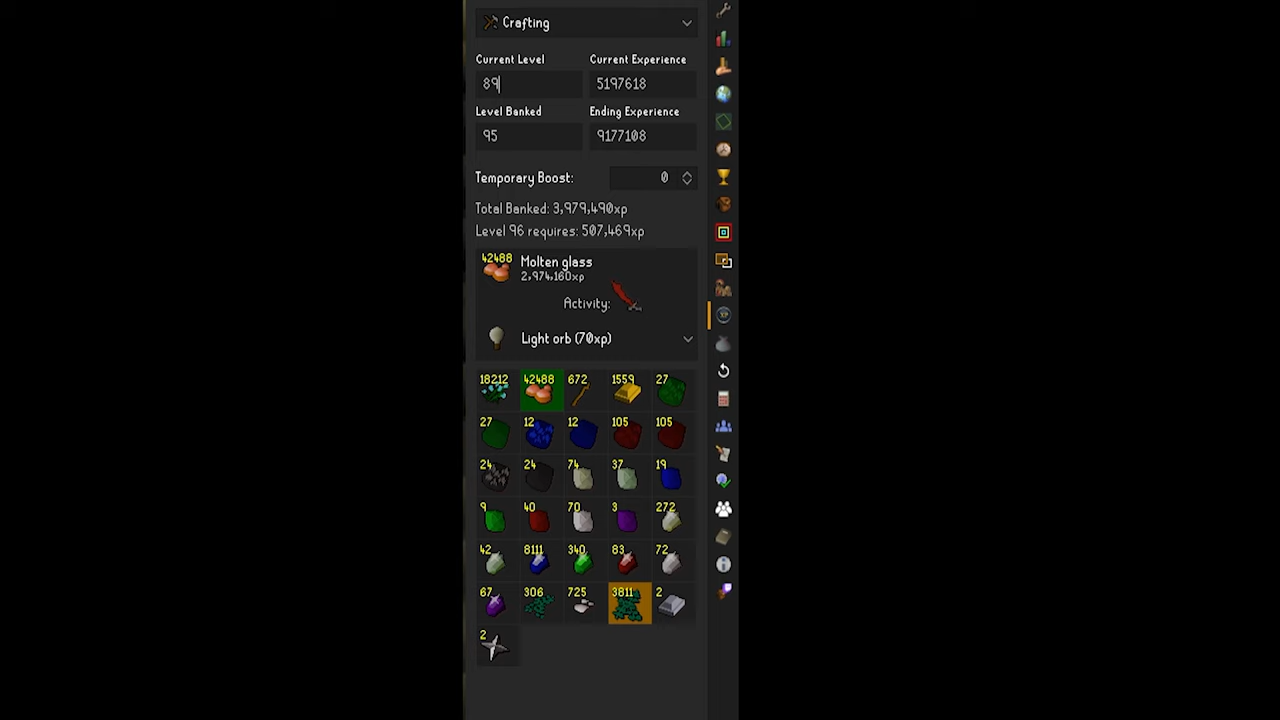 Crafting
Current Level Current Experience
89 5197618
Level Banked Ending Experience
95 9177108
Temporary Boost: 0
Total Banked: 3,979,490xp
Level 96 requires: 507,469xp
42488 Molten glass
2,974,160xp
Activity:
Light orb (70xp)
18212 42488 672 1559 27
27 12 12 105 105
24 24 74 37 19
9 40 70 3 272
42 8111 340 83 72
67 306 725 3811 2
2
XP